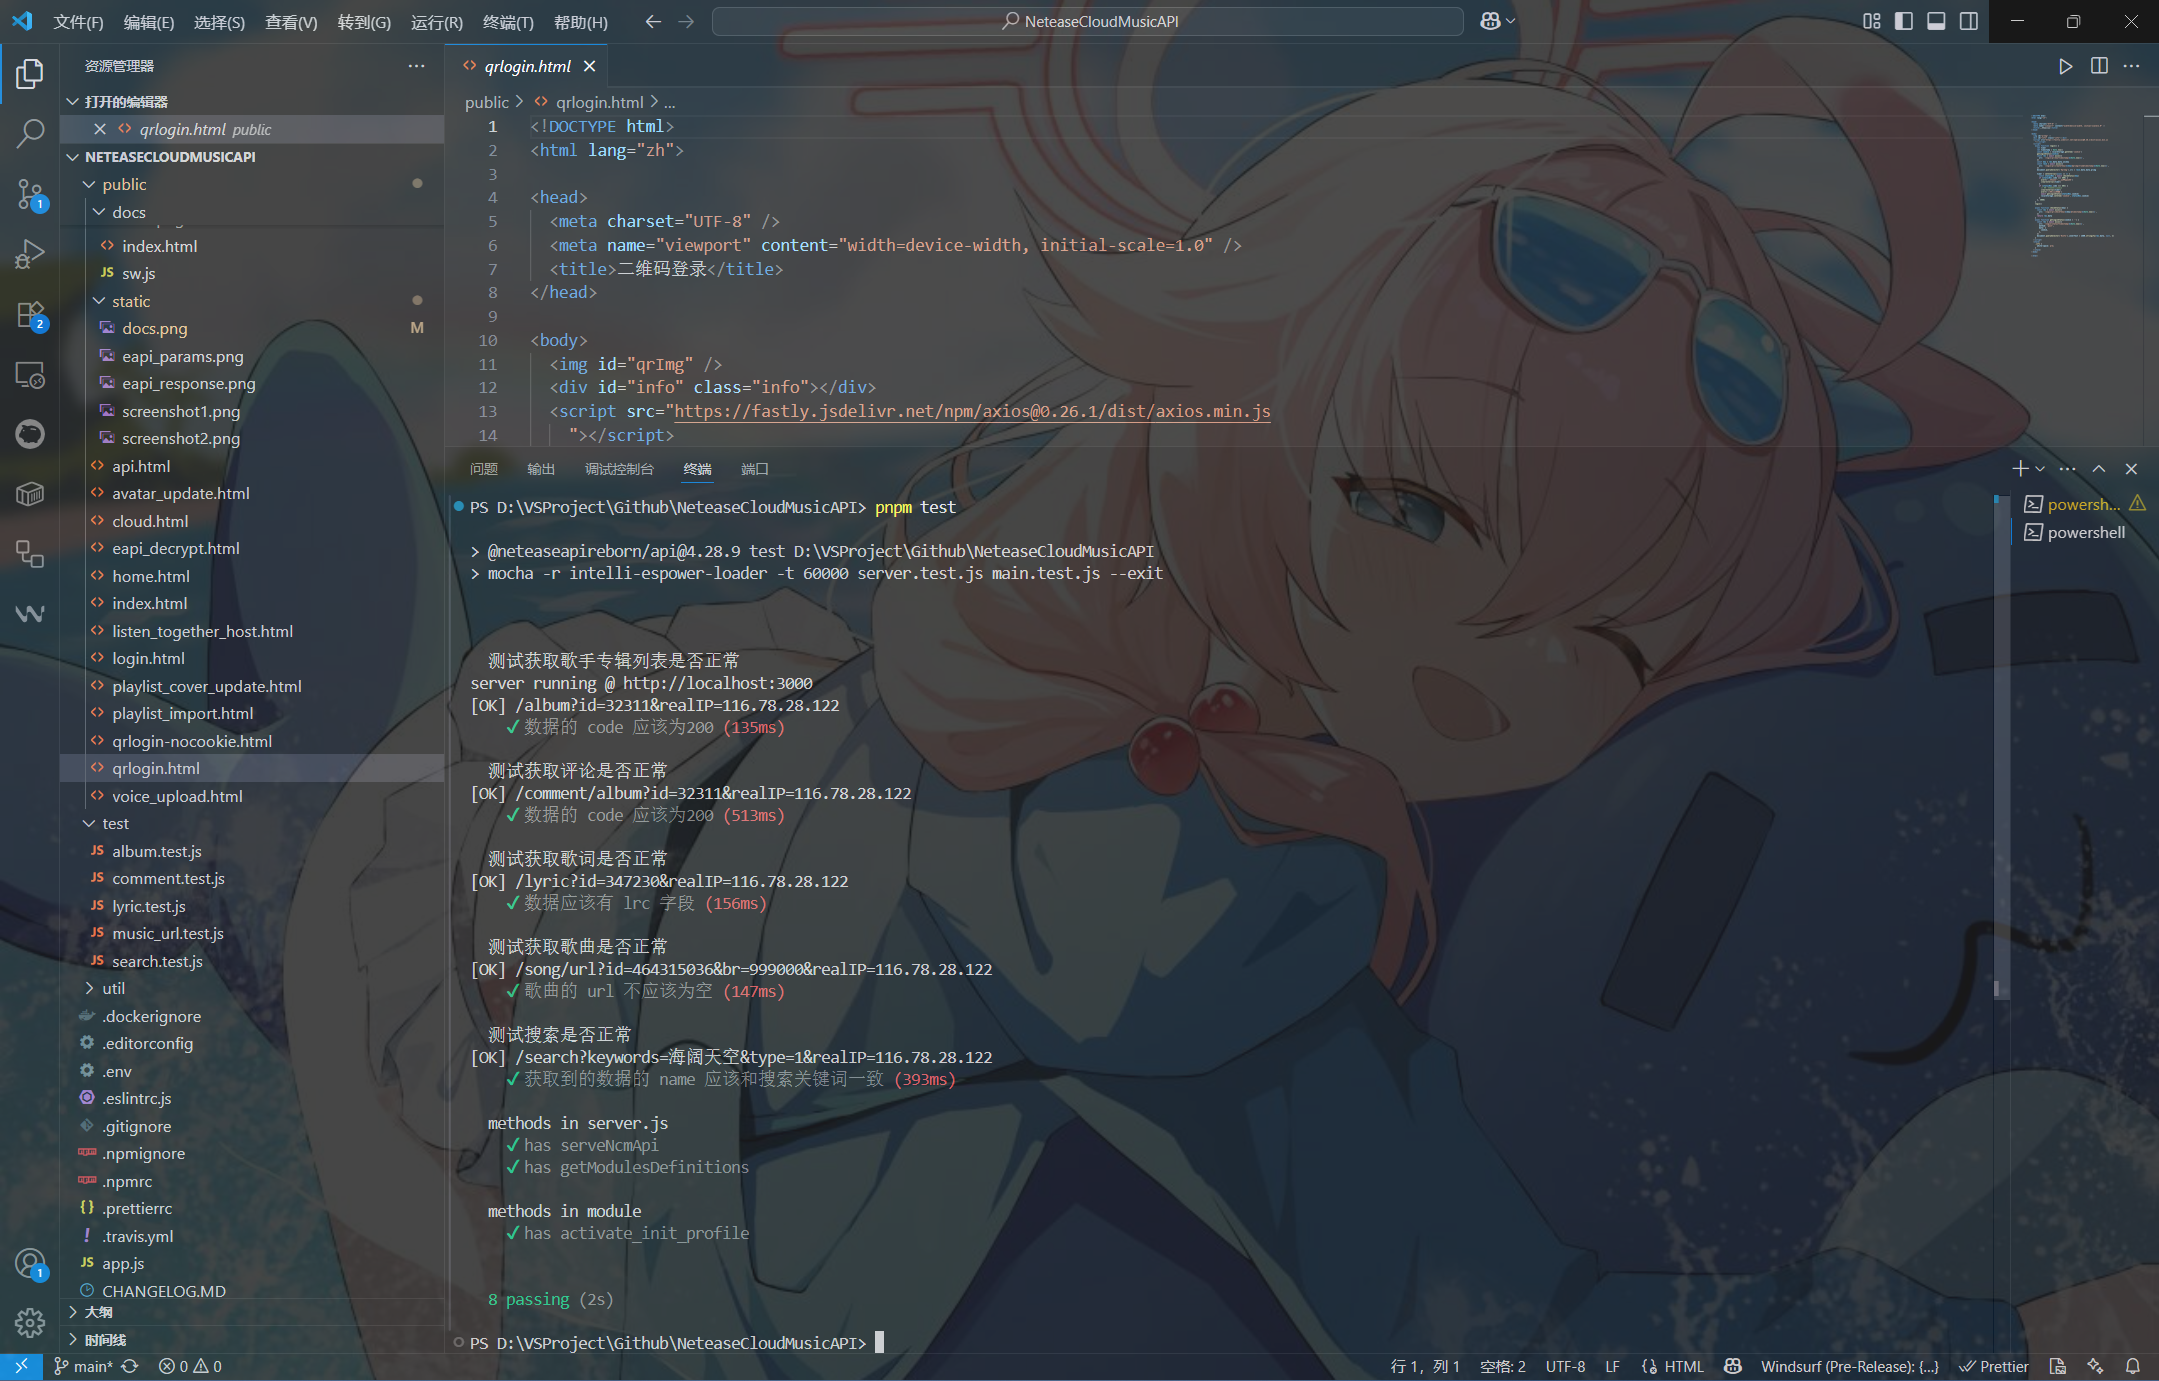 文件(F) 编辑(E) 选择(S) 查看(V) 转到(G) 运行(R) 终端(T) 帮助(H)
NeteaseCloudMusicAPI
资源管理器
打开的编辑器
qrlogin.html public
NETEASECLOUDMUSICAPI
public
docs
index.html
JS sw.js
static
docs.png M
eapi_params.png
eapi_response.png
screenshot1.png
screenshot2.png
api.html
avatar_update.html
cloud.html
eapi_decrypt.html
home.html
index.html
listen_together_host.html
login.html
playlist_cover_update.html
playlist_import.html
qrlogin-nocookie.html
qrlogin.html
voice_upload.html
test
JS album.test.js
JS comment.test.js
JS lyric.test.js
JS music_url.test.js
JS search.test.js
util
.dockerignore
.editorconfig
.env
.eslintrc.js
.gitignore
.npmignore
.npmrc
.prettierrc
.travis.yml
JS app.js
CHANGELOG.MD
大纲
时间线
1
2
1
qrlogin.html
public > qrlogin.html > ...
1 <!DOCTYPE html>
2 <html lang="zh">
3
4 <head>
5 <meta charset="UTF-8" />
6 <meta name="viewport" content="width=device-width, initial-scale=1.0" />
7 <title>二维码登录</title>
8 </head>
9
10 <body>
11 <img id="qrImg" />
12 <div id="info" class="info"></div>
13 <script src="https://fastly.jsdelivr.net/npm/axios@0.26.1/dist/axios.min.js
14 "></script>
问题 输出 调试控制台 终端 端口
powersh...
powershell
PS D:\VSProject\Github\NeteaseCloudMusicAPI> pnpm test
> @neteaseapireborn/api@4.28.9 test D:\VSProject\Github\NeteaseCloudMusicAPI
> mocha -r intelli-espower-loader -t 60000 server.test.js main.test.js --exit
测试获取歌手专辑列表是否正常
server running @ http://localhost:3000
[OK] /album?id=32311&realIP=116.78.28.122
✓ 数据的 code 应该为200 (135ms)
测试获取评论是否正常
[OK] /comment/album?id=32311&realIP=116.78.28.122
✓ 数据的 code 应该为200 (513ms)
测试获取歌词是否正常
[OK] /lyric?id=347230&realIP=116.78.28.122
✓ 数据应该有 lrc 字段 (156ms)
测试获取歌曲是否正常
[OK] /song/url?id=464315036&br=999000&realIP=116.78.28.122
✓ 歌曲的 url 不应该为空 (147ms)
测试搜索是否正常
[OK] /search?keywords=海阔天空&type=1&realIP=116.78.28.122
✓ 获取到的数据的 name 应该和搜索关键词一致 (393ms)
methods in server.js
✓ has serveNcmApi
✓ has getModulesDefinitions
methods in module
✓ has activate_init_profile
8 passing (2s)
PS D:\VSProject\Github\NeteaseCloudMusicAPI>
main* 0 0 行 1, 列 1 空格: 2 UTF-8 LF HTML Windsurf (Pre-Release): {...} Prettier